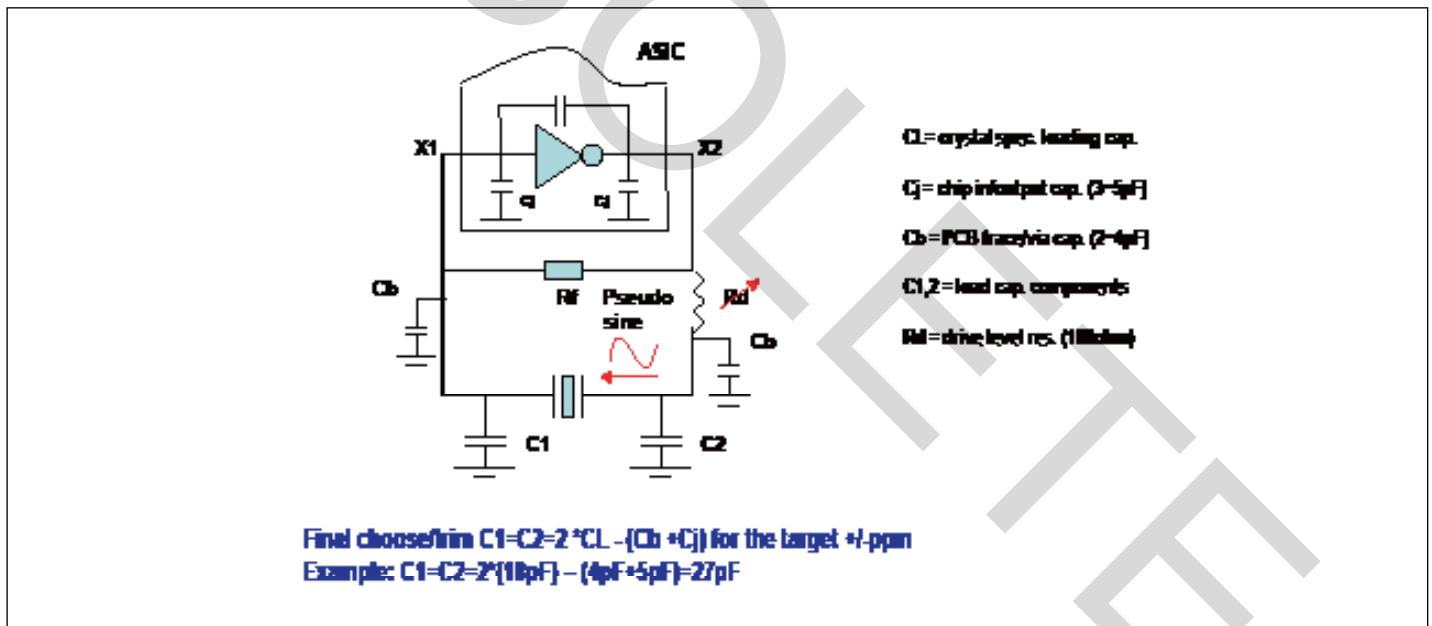 ASIC
X1
X2
Cj
Cj
Cb
Rf
Pseudo
sine
Rd
Cb
C1
C2
CL= crystal spec. loading cap.
Cj = chip in/output cap. (3~5pF)
Cb = PCB trace/via cap. (2~4pF)
C1,2 = load cap. components
Rd = drive level res. (100ohm)
Final choose/trim C1=C2=2 *CL - (Cb +Cj) for the target +/-ppm
Example: C1=C2=2*(18pF) – (4pF+5pF)=27pF
OLETE